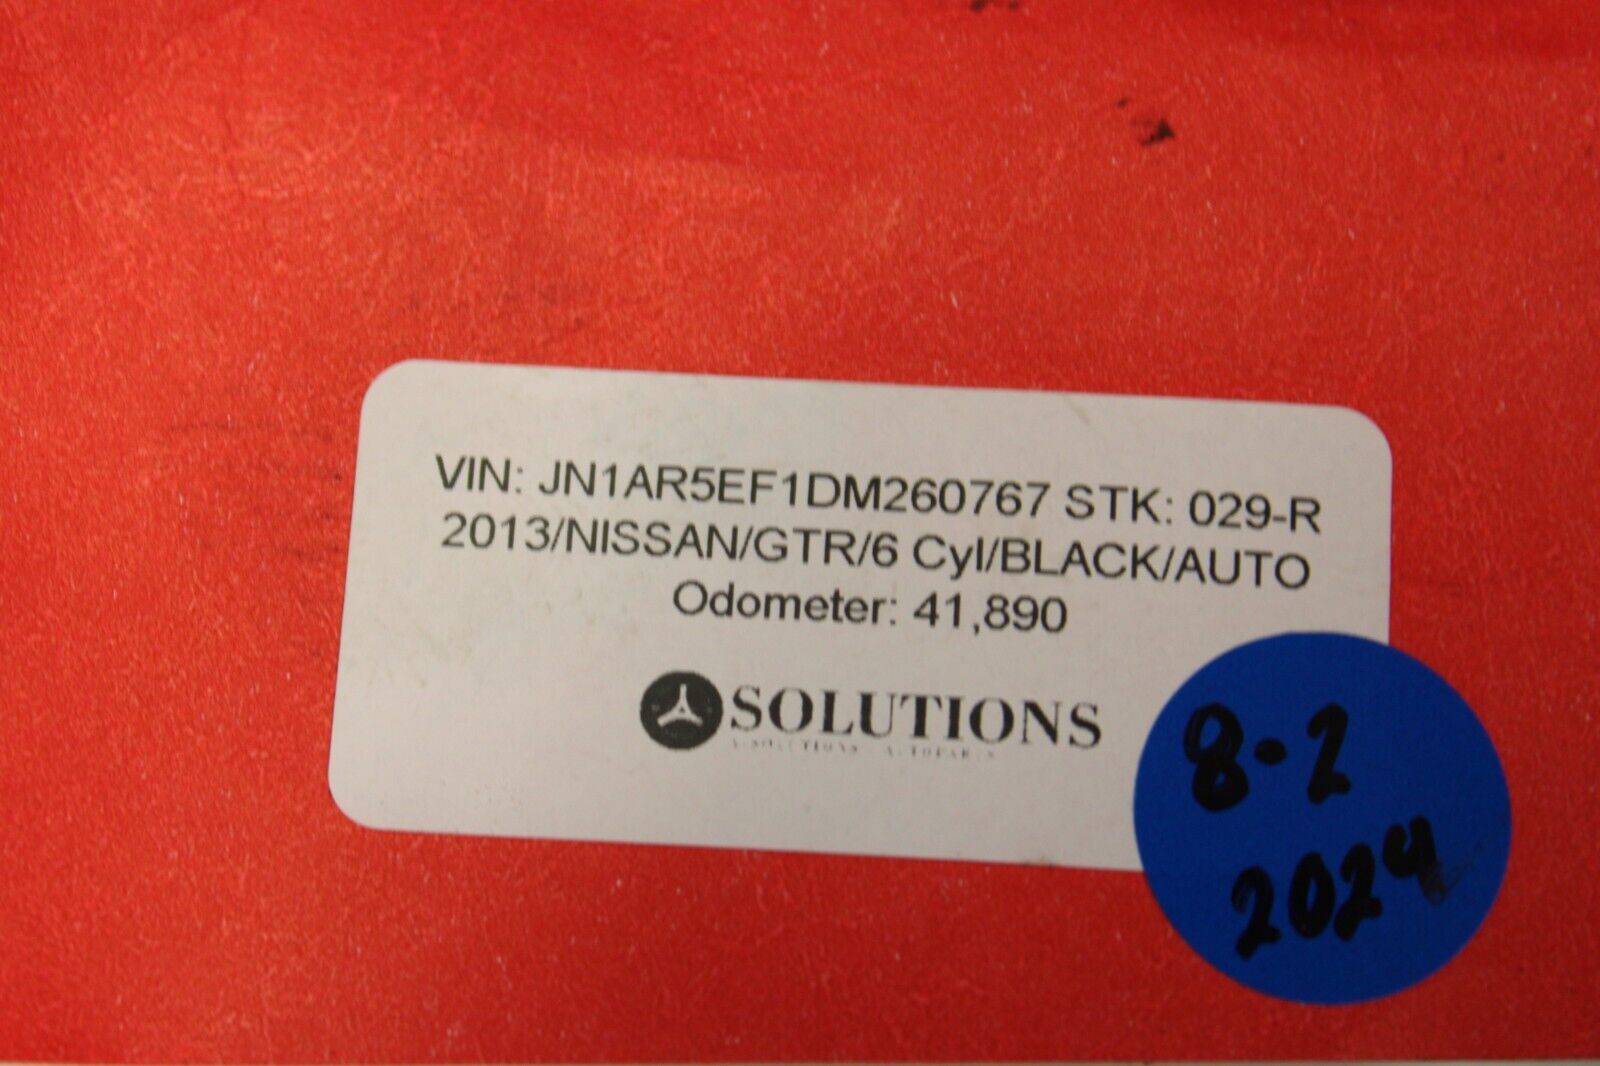 VIN: JN1AR5EF1DM260767 STK: 029-R
2013/NISSAN/GTR/6 Cyl/BLACK/AUTO
Odometer: 41,890
SOLUTIONS
8-2
2024